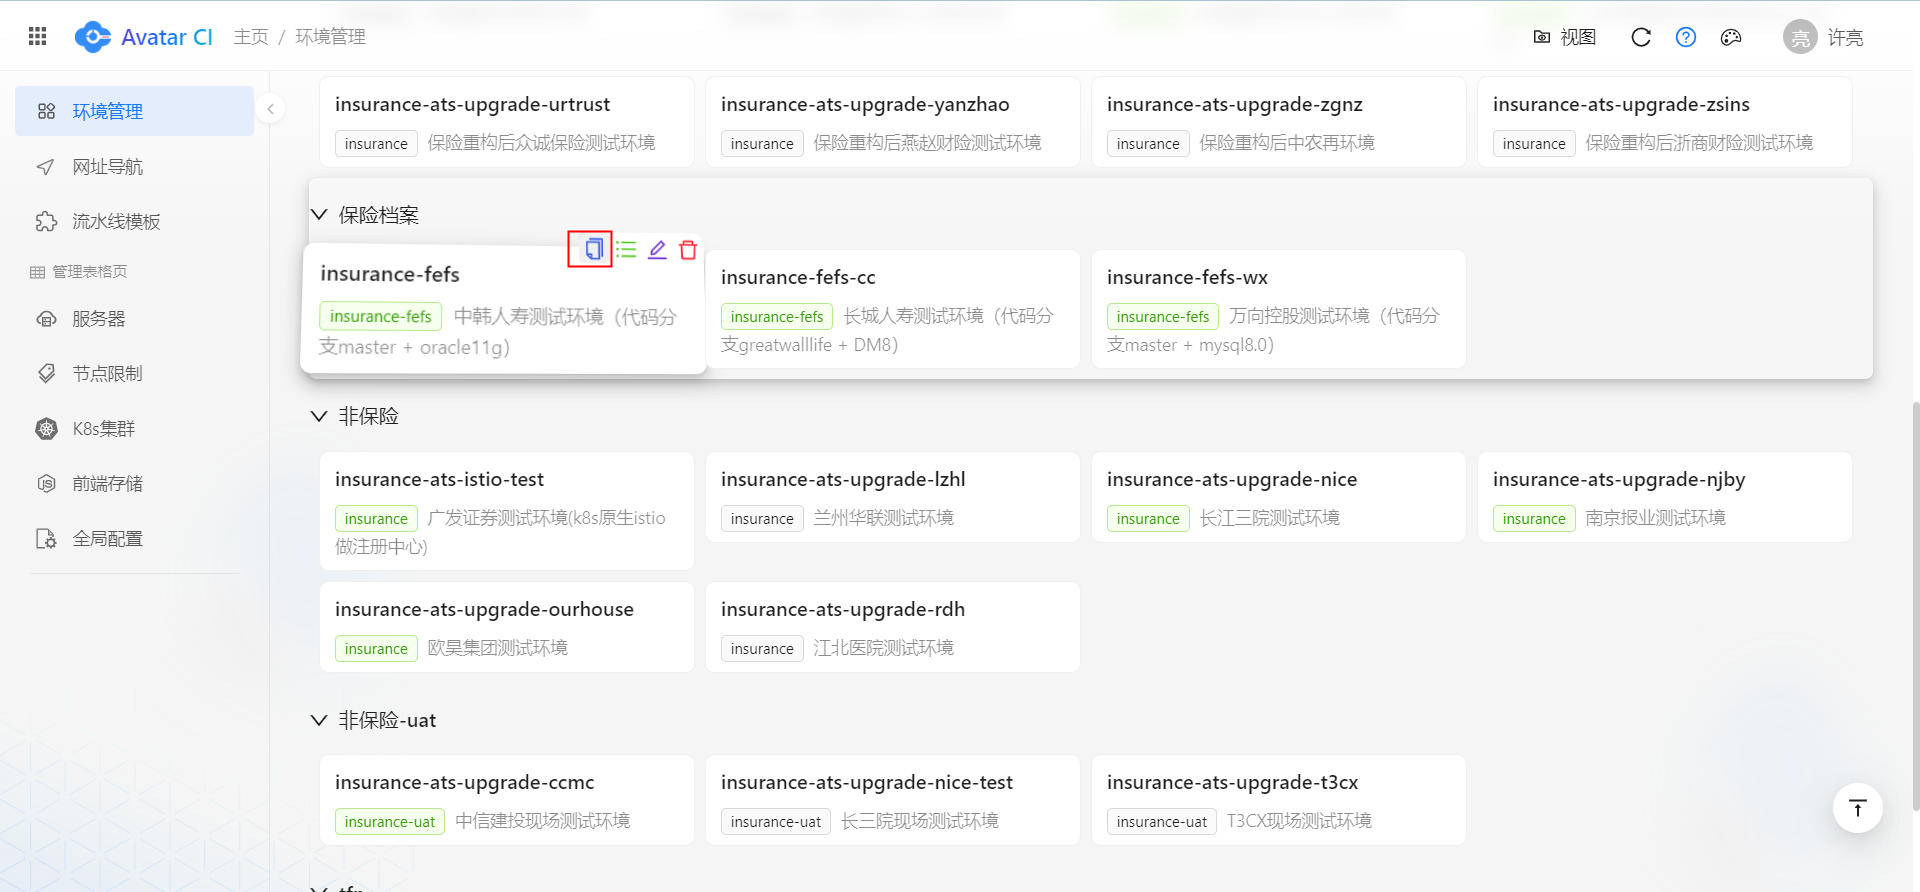 Avatar CI 主页 / 环境管理 视图 亮 许亮
环境管理
网址导航
流水线模板
管理表格页
服务器
节点限制
K8s集群
前端存储
全局配置
insurance-ats-upgrade-urtrust
insurance 保险重构后众诚保险测试环境
insurance-ats-upgrade-yanzhao
insurance 保险重构后燕赵财险测试环境
insurance-ats-upgrade-zgnz
insurance 保险重构后中农再环境
insurance-ats-upgrade-zsins
insurance 保险重构后浙商财险测试环境
保险档案
insurance-fefs
insurance-fefs 中韩人寿测试环境（代码分
支master + oracle11g）
insurance-fefs-cc
insurance-fefs 长城人寿测试环境（代码分
支greatwalllife + DM8）
insurance-fefs-wx
insurance-fefs 万向控股测试环境（代码分
支master + mysql8.0）
非保险
insurance-ats-istio-test
insurance 广发证券测试环境(k8s原生istio
做注册中心)
insurance-ats-upgrade-lzhl
insurance 兰州华联测试环境
insurance-ats-upgrade-nice
insurance 长江三院测试环境
insurance-ats-upgrade-njby
insurance 南京报业测试环境
insurance-ats-upgrade-ourhouse
insurance 欧昊集团测试环境
insurance-ats-upgrade-rdh
insurance 江北医院测试环境
非保险-uat
insurance-ats-upgrade-ccmc
insurance-uat 中信建投现场测试环境
insurance-ats-upgrade-nice-test
insurance-uat 长三院现场测试环境
insurance-ats-upgrade-t3cx
insurance-uat T3CX现场测试环境